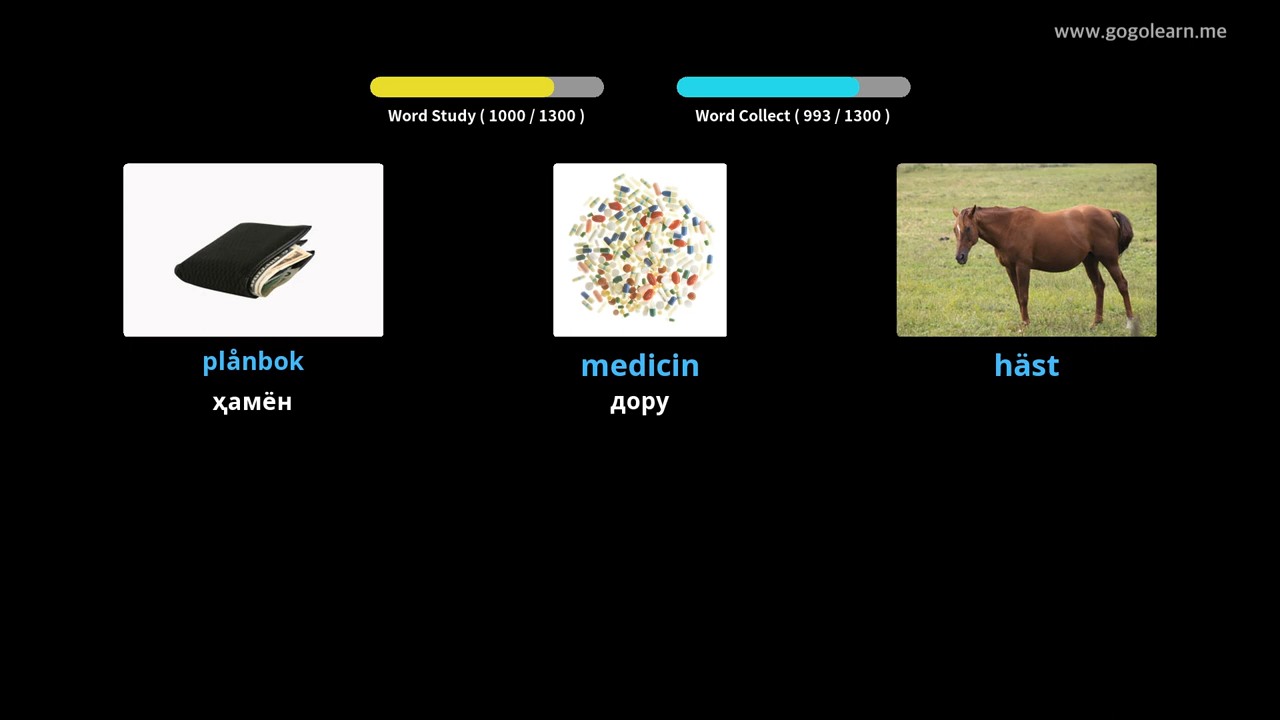 www.gogolearn.me
Word Study ( 1000 / 1300 )
Word Collect ( 993 / 1300 )
plånbok
medicin
häst
ҳамён
дору